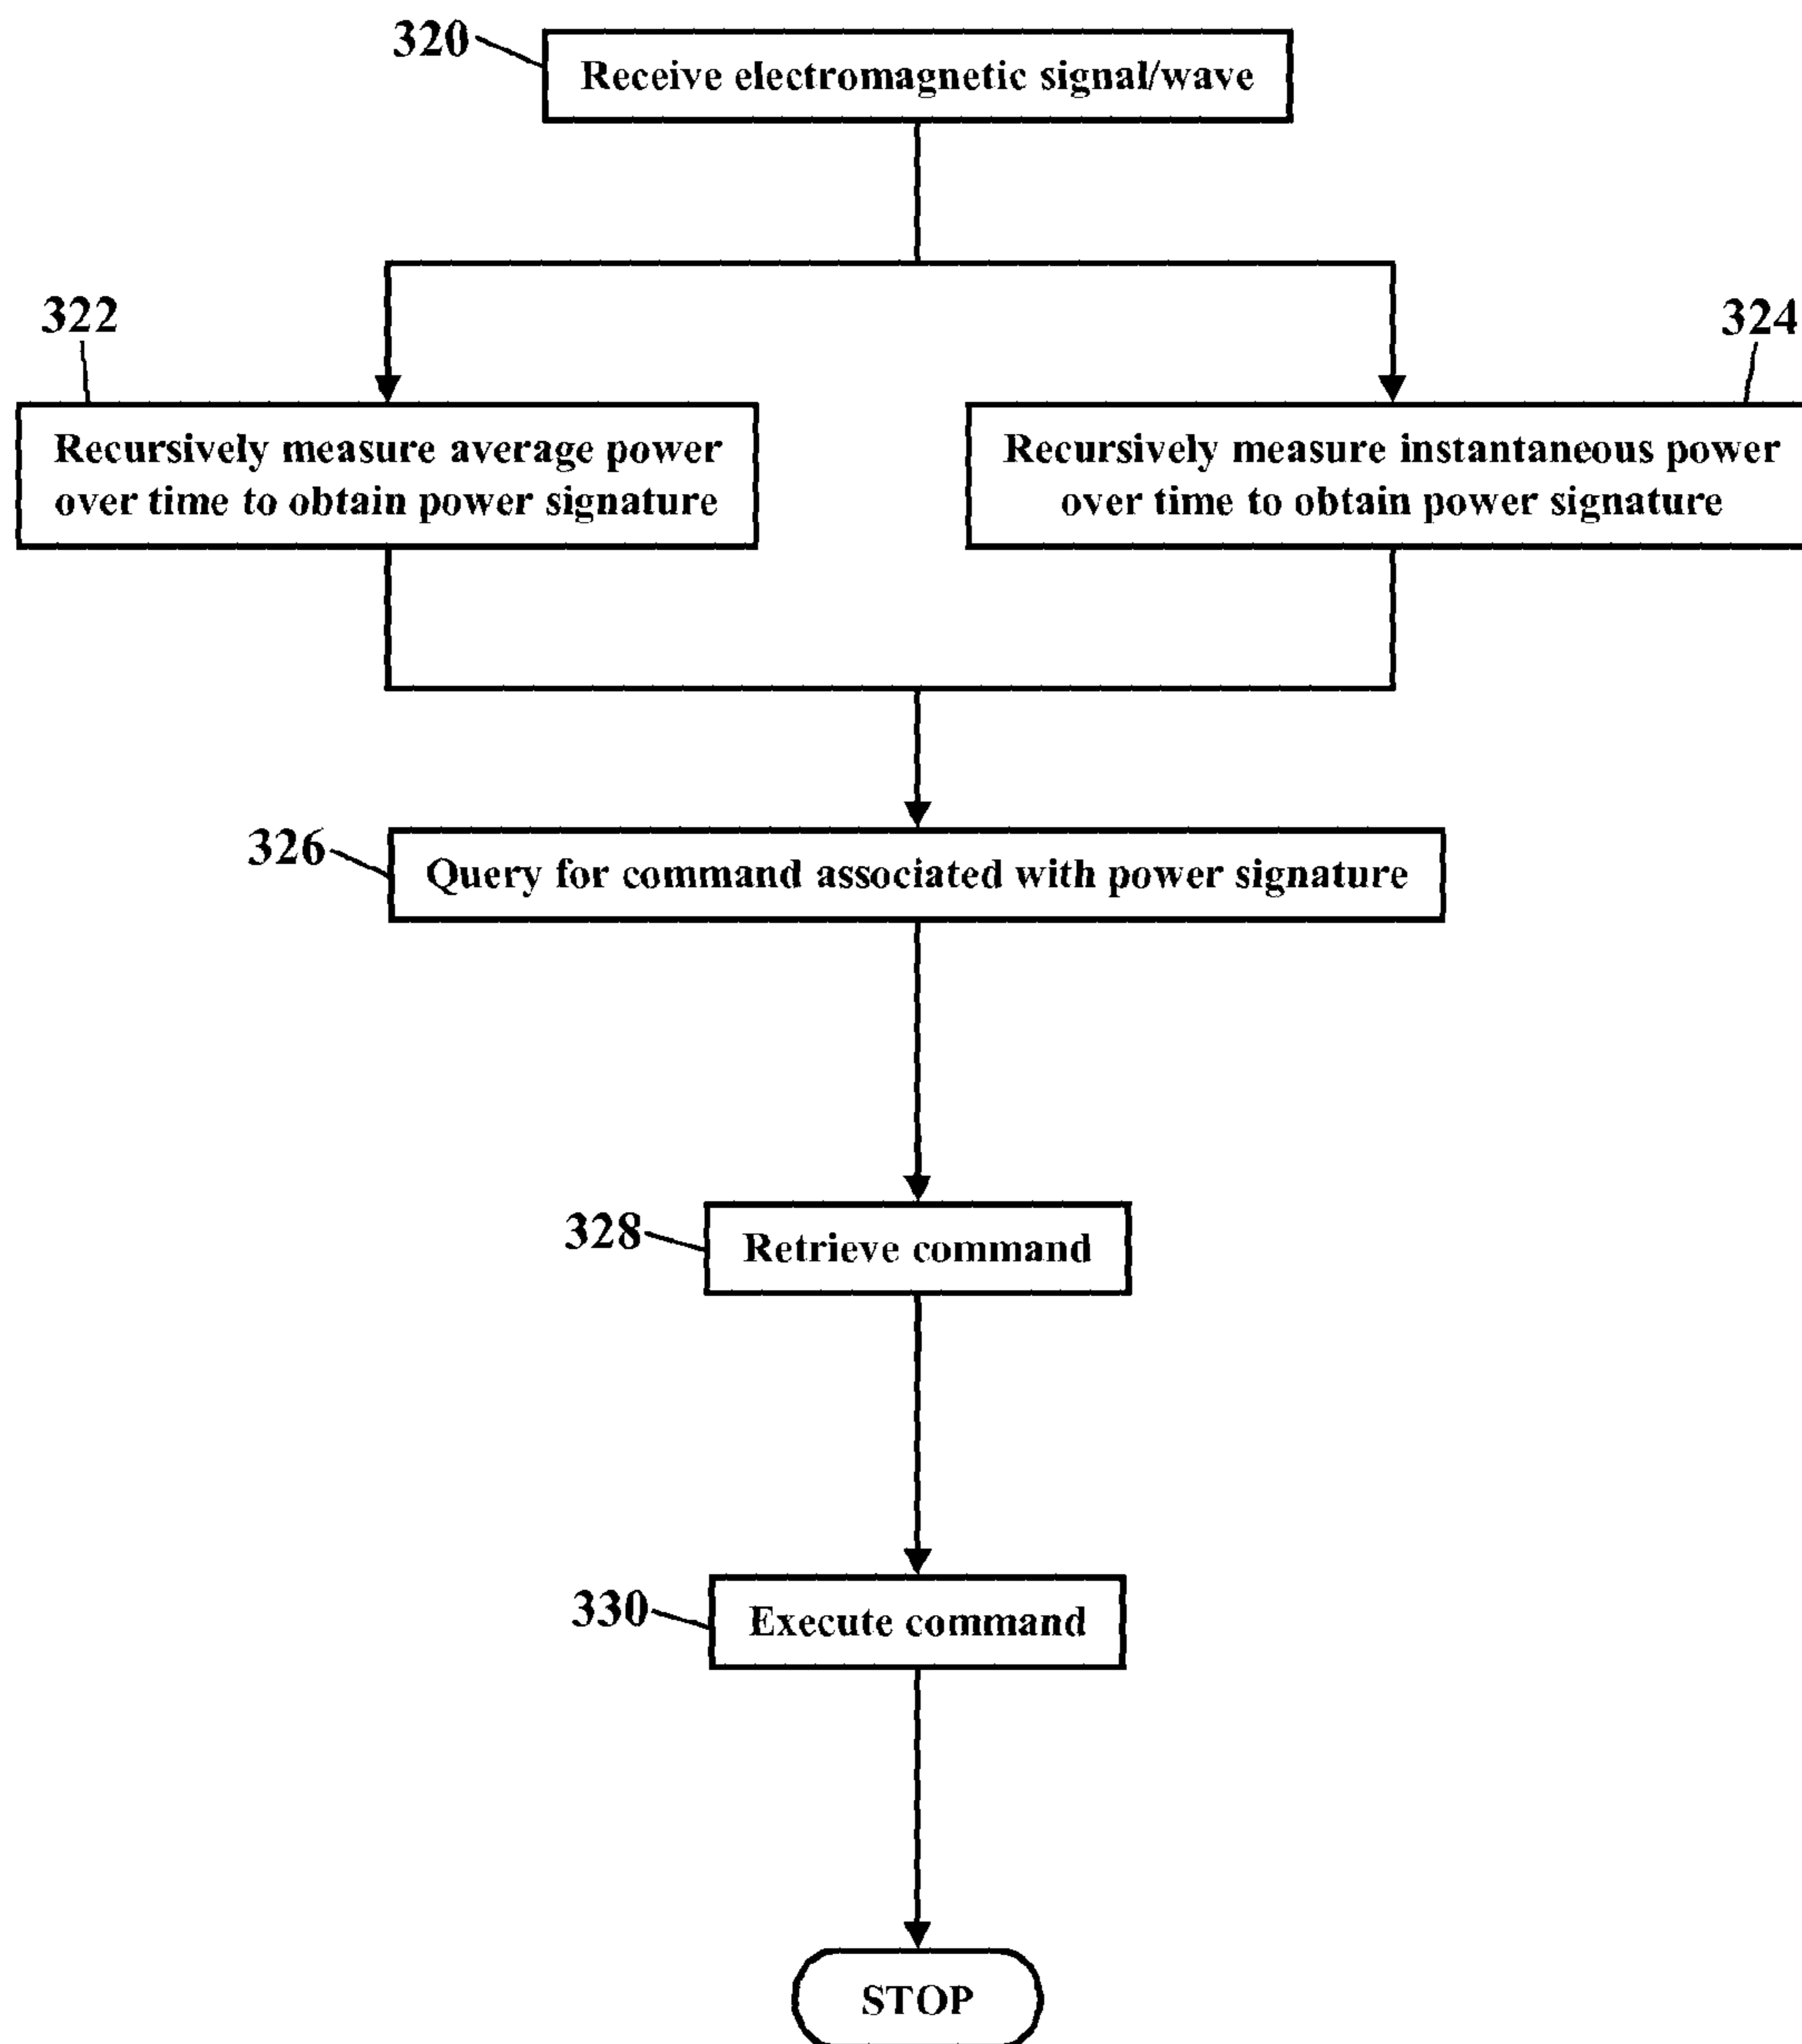 320
Receive electromagnetic signal/wave
322
324
Recursively measure average power
over time to obtain power signature
Recursively measure instantaneous power
over time to obtain power signature
326
Query for command associated with power signature
328
Retrieve command
330
Execute command
STOP